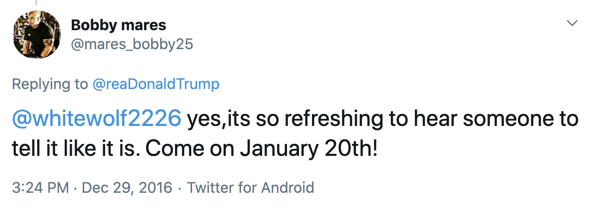 Bobby mares
@mares_bobby25
Replying to @reaDonaldTrump
@whitewolf2226 yes,its so refreshing to hear someone to
tell it like it is. Come on January 20th!
3:24 PM · Dec 29, 2016 · Twitter for Android